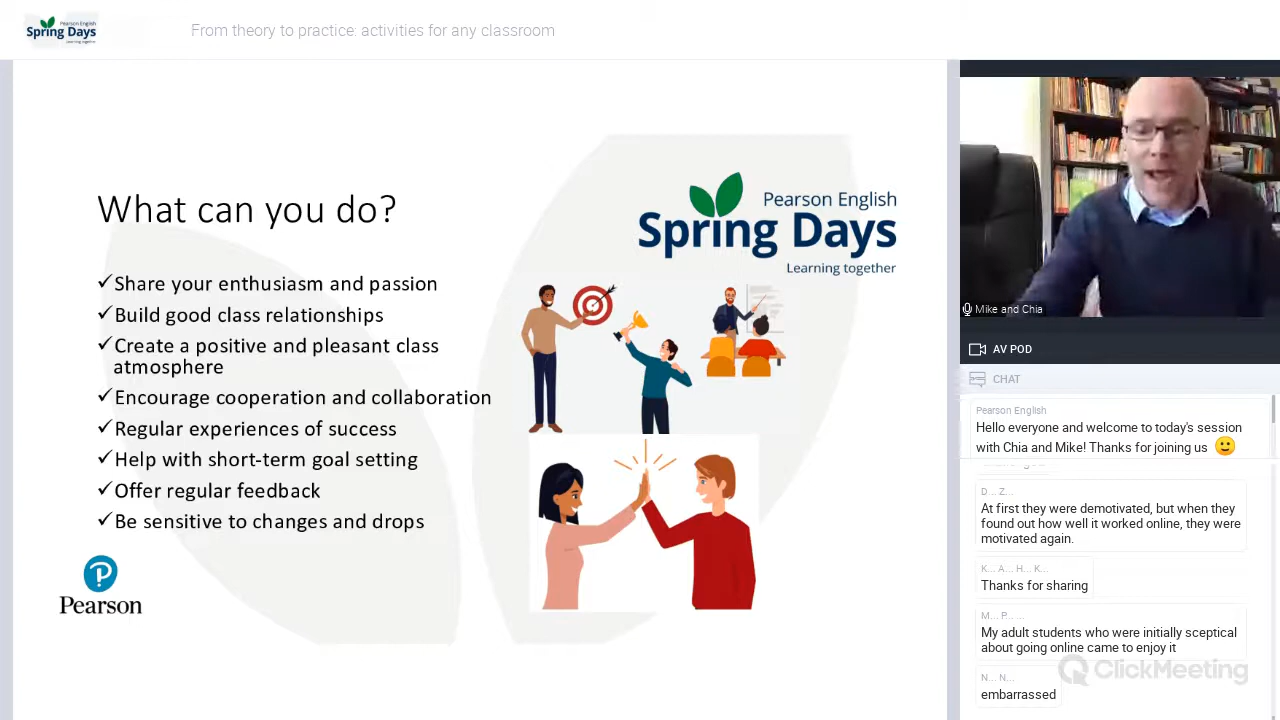 Pearson English
Spring Days
Learning together
From theory to practice: activities for any classroom
What can you do?
✓Share your enthusiasm and passion
✓Build good class relationships
✓Create a positive and pleasant class
atmosphere
✓Encourage cooperation and collaboration
✓Regular experiences of success
✓Help with short-term goal setting
✓Offer regular feedback
✓Be sensitive to changes and drops
Pearson
Pearson English
Spring Days
Learning together
Mike and Chia
AV POD
CHAT
Pearson English
Hello everyone and welcome to today's session
with Chia and Mike! Thanks for joining us 🙂
D... Z...
At first they were demotivated, but when they
found out how well it worked online, they were
motivated again.
K... A... H... K...
Thanks for sharing
M... P... ...
My adult students who were initially sceptical
about going online came to enjoy it
ClickMeeting
N... N...
embarrassed